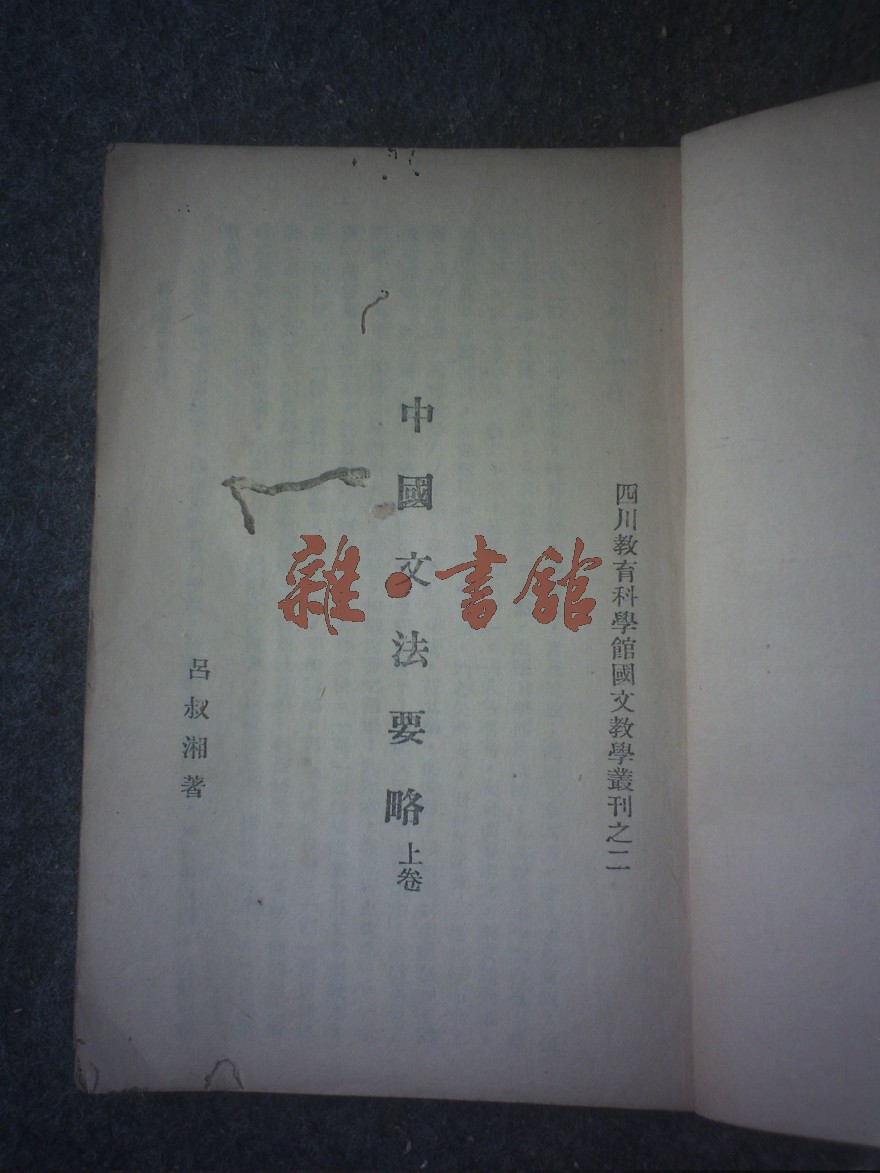 四川教育科學館國文教學叢刊之二
中國文法要略 上卷
呂叔湘著
雜·書館